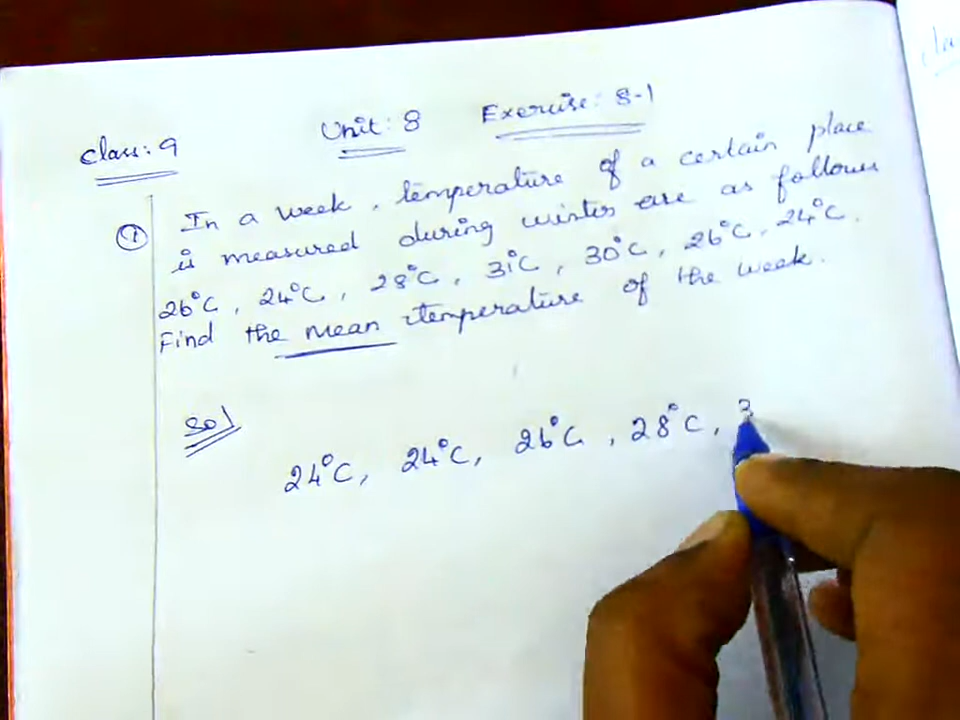 Class: 9 Unit: 8 Exercise: 8-1
① In a week, temperature of a certain place
is measured during winter are as follows
26°C, 24°C, 28°C, 31°C, 30°C, 26°C, 24°C.
Find the mean temperature of the week.
Sol
24°C, 24°C, 26°C, 28°C, 3